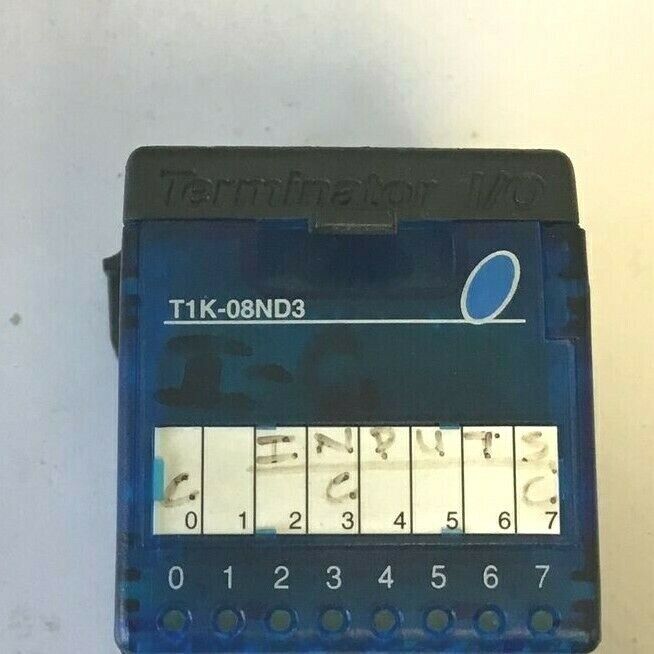 Terminator I/O
T1K-08ND3
I N P U T S
C. C. C.
0 1 2 3 4 5 6 7
0 1 2 3 4 5 6 7